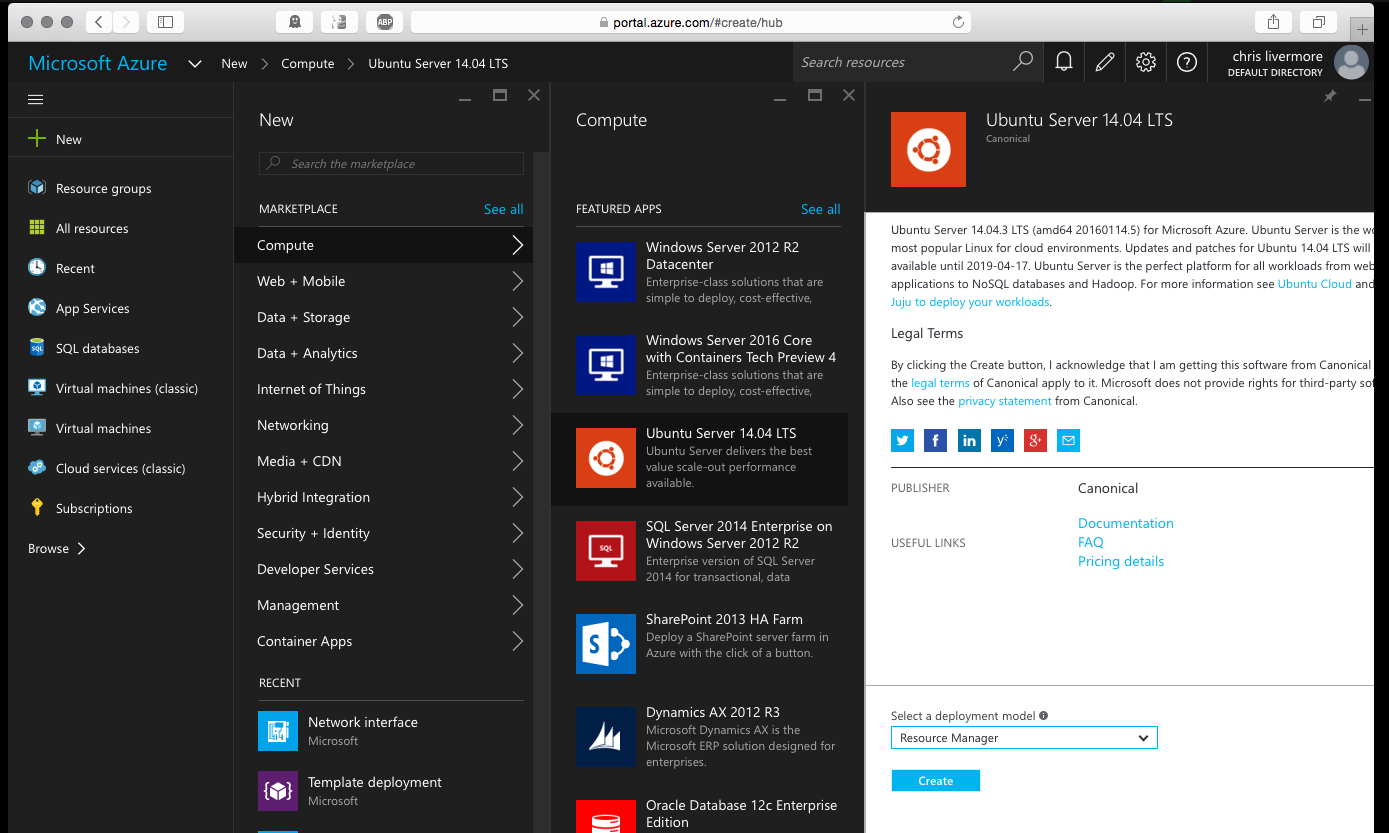 portal.azure.com/#create/hub
ABP
Microsoft Azure
New
Compute
Ubuntu Server 14.04 LTS
Search resources
chris livermore
DEFAULT DIRECTORY
New
Resource groups
All resources
Recent
App Services
SQL
SQL databases
Virtual machines (classic)
Virtual machines
Cloud services (classic)
Subscriptions
Browse
New
Search the marketplace
MARKETPLACE
See all
Compute
Web + Mobile
Data + Storage
Data + Analytics
Internet of Things
Networking
Media + CDN
Hybrid Integration
Security + Identity
Developer Services
Management
Container Apps
RECENT
Network interface
Microsoft
Template deployment
Microsoft
Compute
FEATURED APPS
See all
Windows Server 2012 R2
Datacenter
Enterprise-class solutions that are
simple to deploy, cost-effective,
Windows Server 2016 Core
with Containers Tech Preview 4
Enterprise-class solutions that are
simple to deploy, cost-effective,
Ubuntu Server 14.04 LTS
Ubuntu Server delivers the best
value scale-out performance
available.
SQL
SQL Server 2014 Enterprise on
Windows Server 2012 R2
Enterprise version of SQL Server
2014 for transactional, data
S
SharePoint 2013 HA Farm
Deploy a SharePoint server farm in
Azure with the click of a button.
Dynamics AX 2012 R3
Microsoft Dynamics AX is the
Microsoft ERP solution designed for
enterprises.
Oracle Database 12c Enterprise
Edition
Ubuntu Server 14.04 LTS
Canonical
Ubuntu Server 14.04.3 LTS (amd64 20160114.5) for Microsoft Azure. Ubuntu Server is the
most popular Linux for cloud environments. Updates and patches for Ubuntu 14.04 LTS will
available until 2019-04-17. Ubuntu Server is the perfect platform for all workloads from web
applications to NoSQL databases and Hadoop. For more information see Ubuntu Cloud and
Juju to deploy your workloads.
Legal Terms
By clicking the Create button, I acknowledge that I am getting this software from Canonical
the legal terms of Canonical apply to it. Microsoft does not provide rights for third-party
Also see the privacy statement from Canonical.
f
in
y
g+
PUBLISHER
Canonical
USEFUL LINKS
Documentation
FAQ
Pricing details
Select a deployment model
Resource Manager
Create